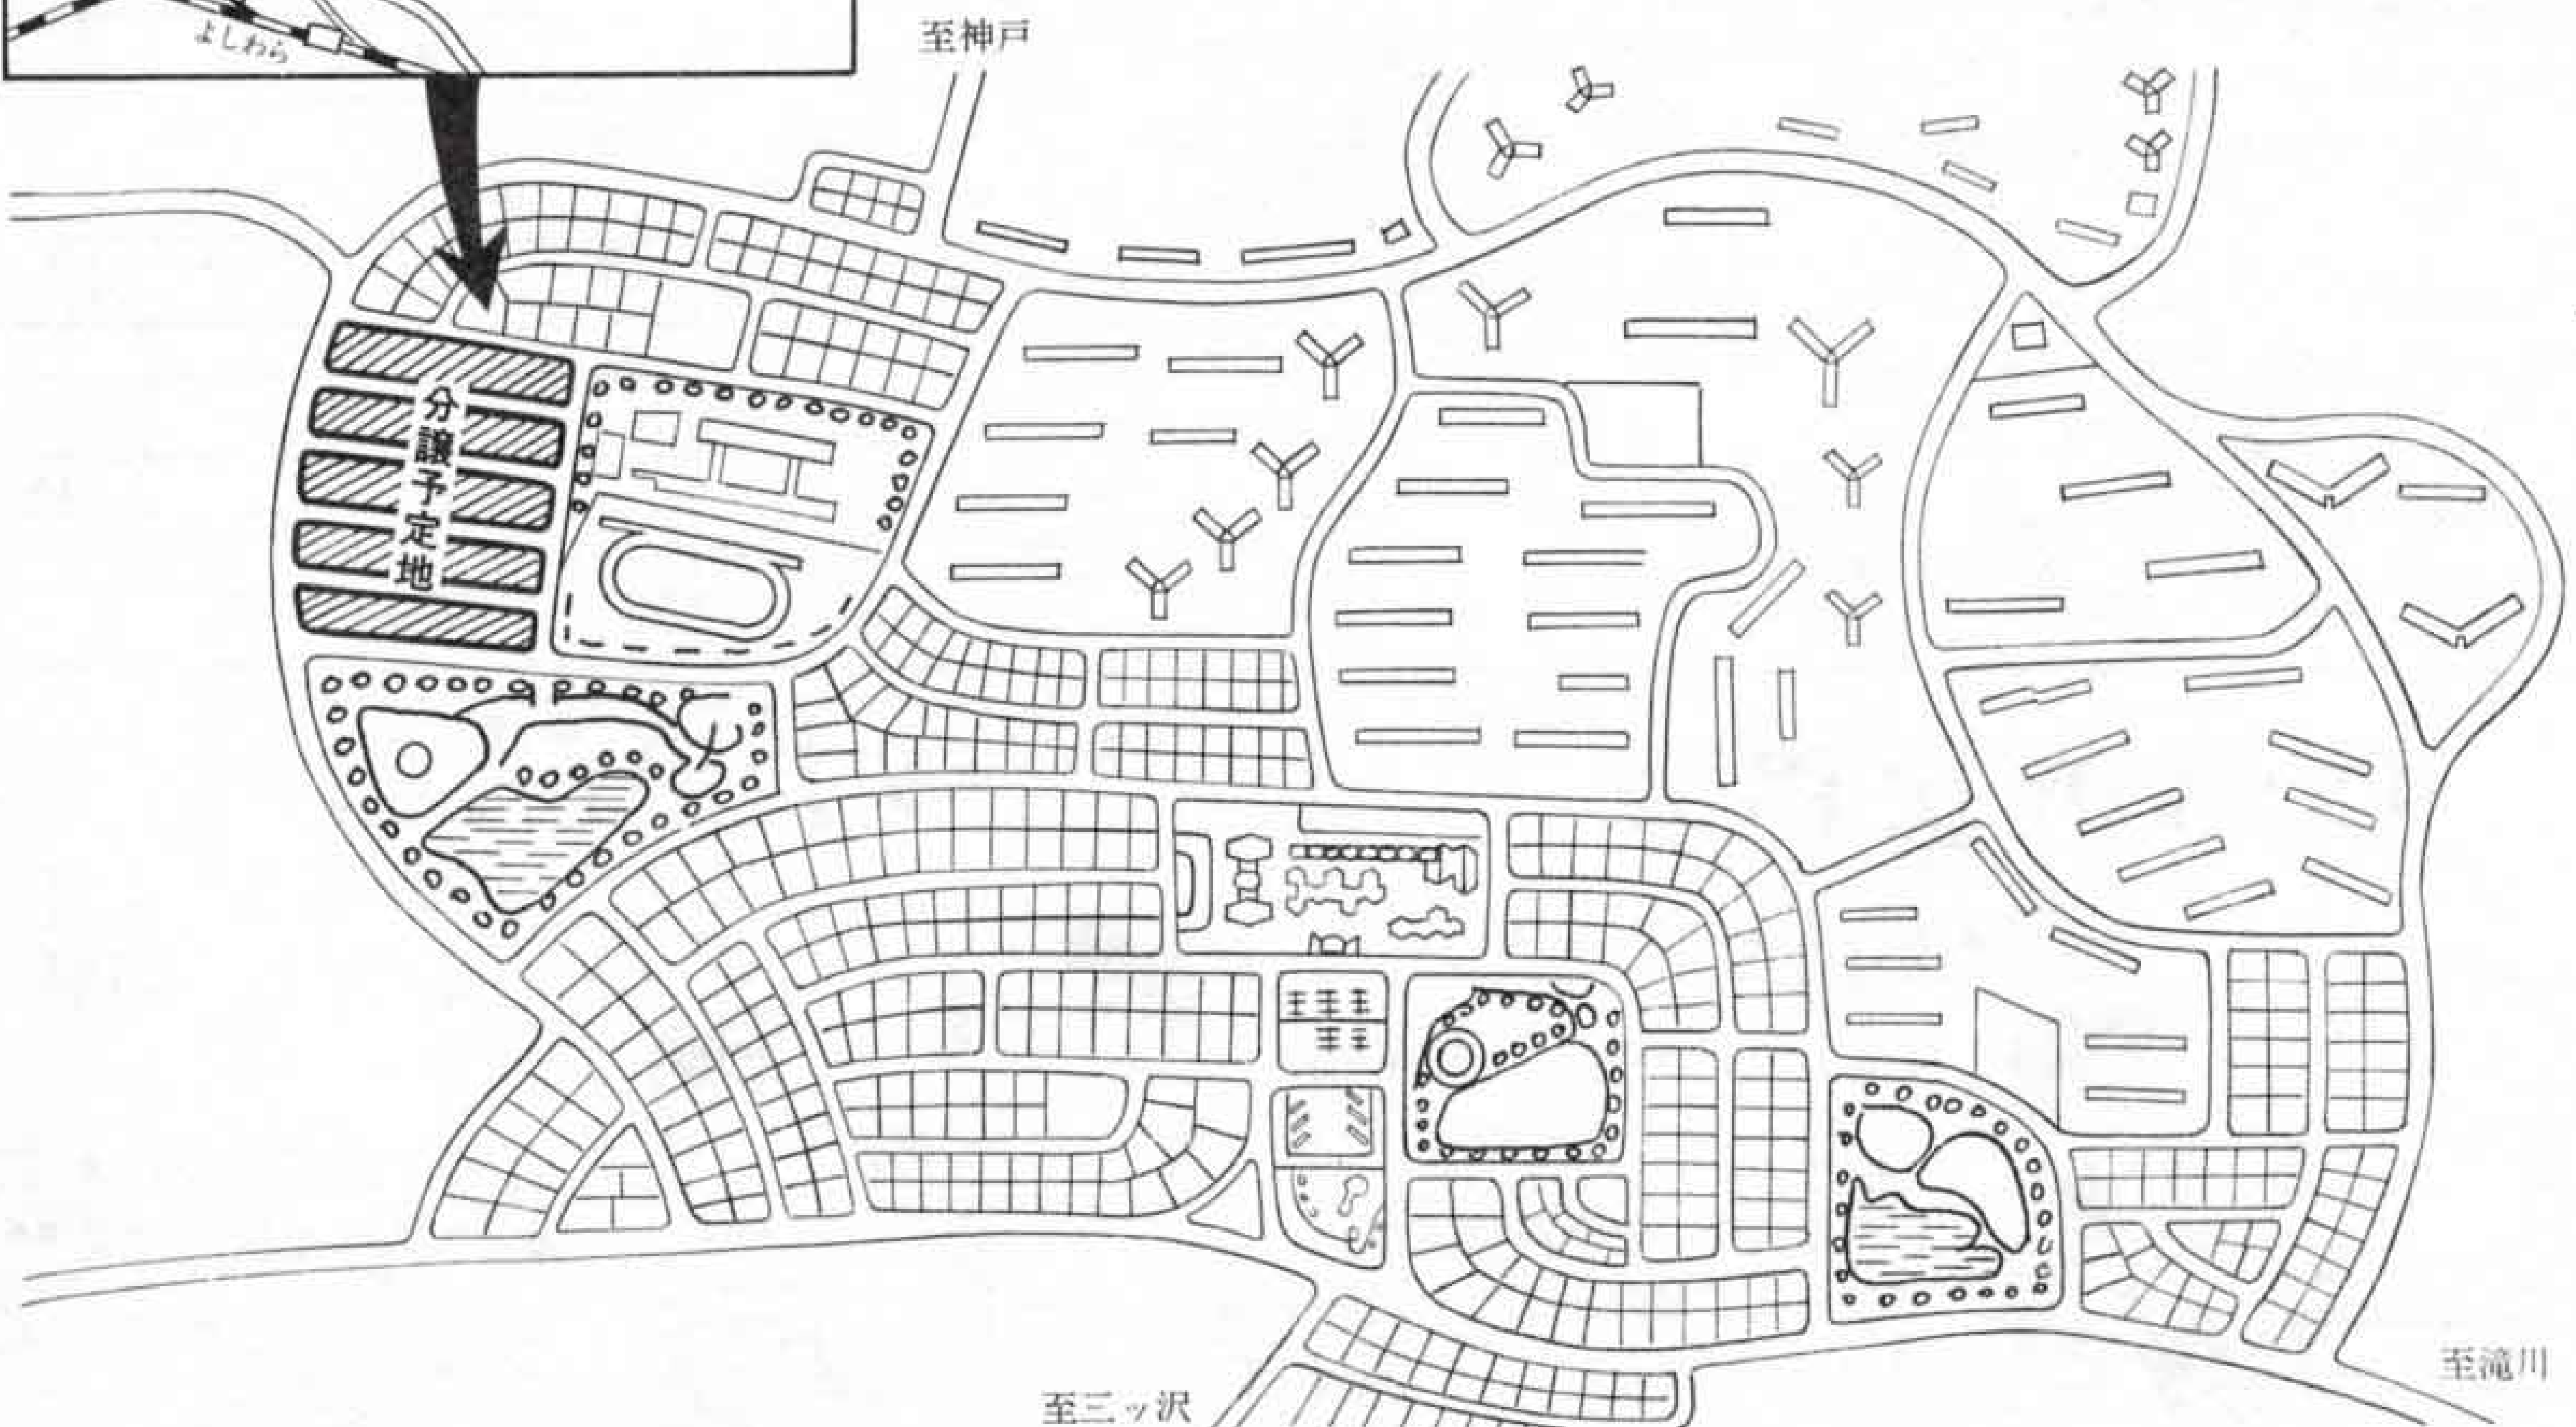 よしわら
至神戸
分譲予定地
至三ッ沢
至滝川